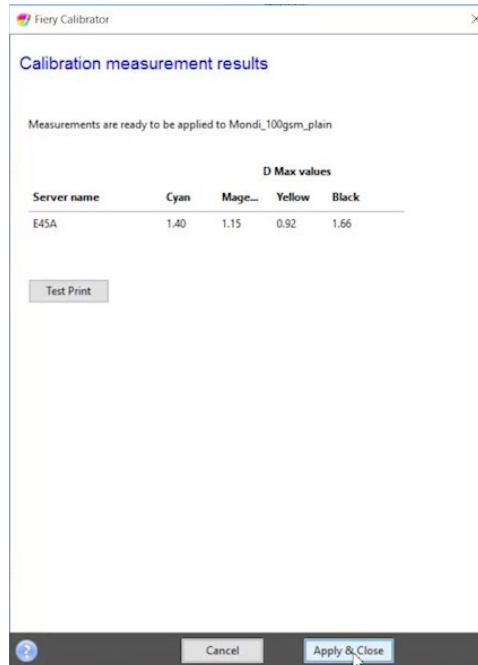 Fiery Calibrator
Calibration measurement results
Measurements are ready to be applied to Mondi_100gsm_plain
D Max values
Server name Cyan Mage... Yellow Black
E45A 1.40 1.15 0.92 1.66
Test Print
? Cancel Apply & Close